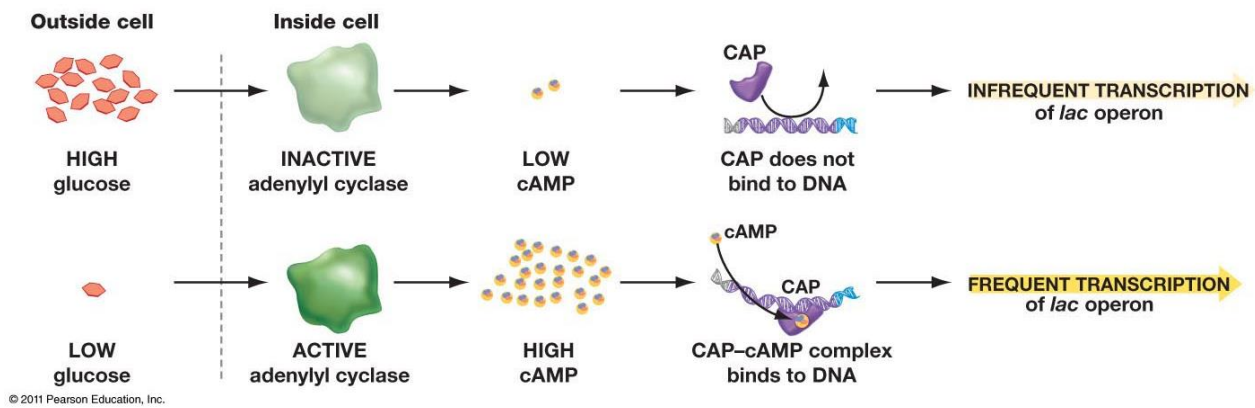 Outside cell
Inside cell
CAP
INFREQUENT TRANSCRIPTION
of lac operon
HIGH
glucose
INACTIVE
adenylyl cyclase
LOW
cAMP
CAP does not
bind to DNA
cAMP
CAP
FREQUENT TRANSCRIPTION
of lac operon
LOW
glucose
ACTIVE
adenylyl cyclase
HIGH
cAMP
CAP–cAMP complex
binds to DNA
© 2011 Pearson Education, Inc.